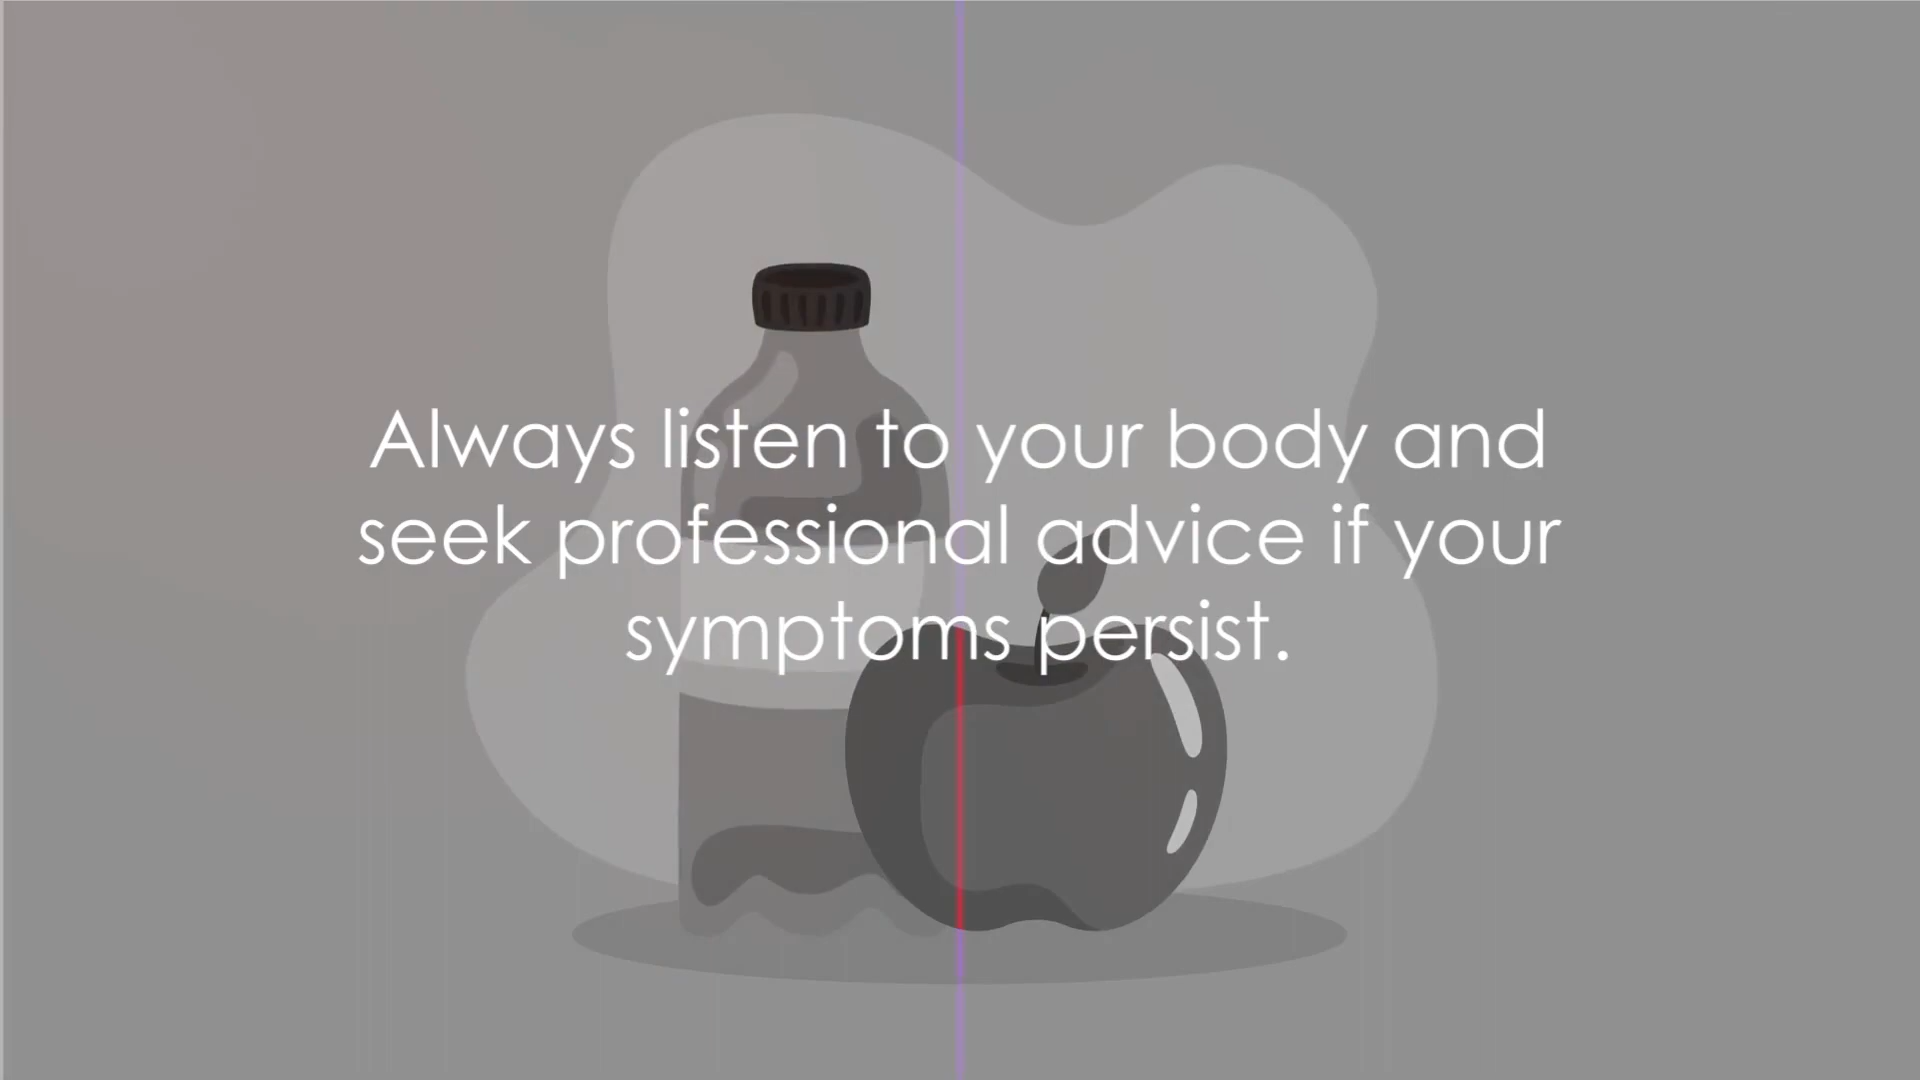 Always listen to your body and
seek professional advice if your
symptoms persist.